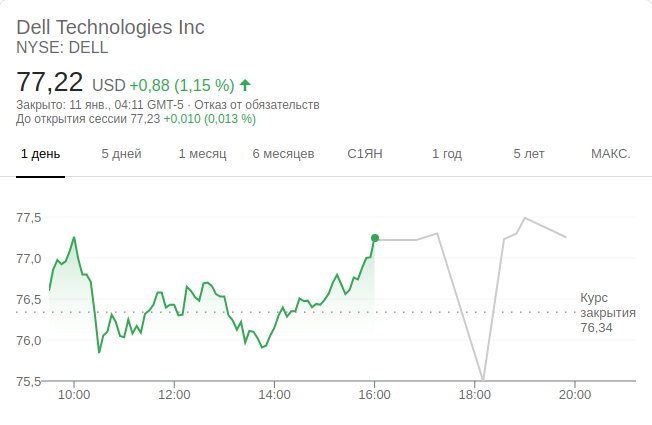 Dell Technologies Inc
NYSE: DELL
77,22 USD +0,88 (1,15 %)
Закрыто: 11 янв., 04:11 GMT-5 · Отказ от обязательств
До открытия сессии 77,23 +0,010 (0,013 %)
1 день 5 дней 1 месяц 6 месяцев С1ЯН 1 год 5 лет МАКС.
77,5
77,0
76,5
76,0
75,5
Курс
закрытия
76,34
10:00 12:00 14:00 16:00 18:00 20:00